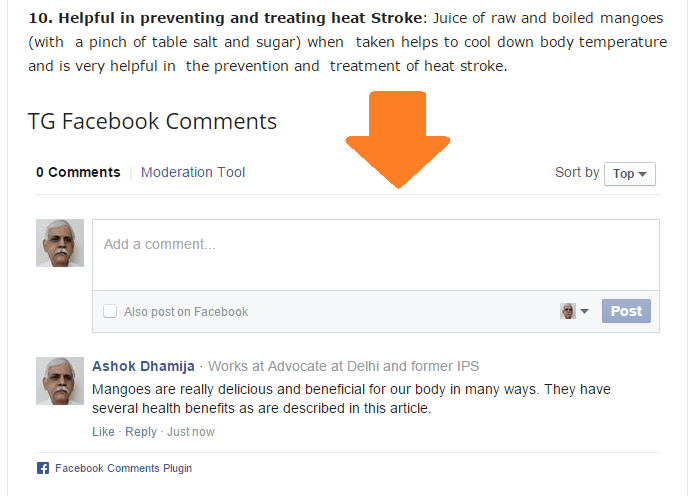 10. Helpful in preventing and treating heat Stroke: Juice of raw and boiled mangoes
(with a pinch of table salt and sugar) when taken helps to cool down body temperature
and is very helpful in the prevention and treatment of heat stroke.
TG Facebook Comments
0 Comments Moderation Tool Sort by Top
Add a comment...
Also post on Facebook Post
Ashok Dhamija · Works at Advocate at Delhi and former IPS
Mangoes are really delicious and beneficial for our body in many ways. They have
several health benefits as are described in this article.
Like · Reply · Just now
Facebook Comments Plugin